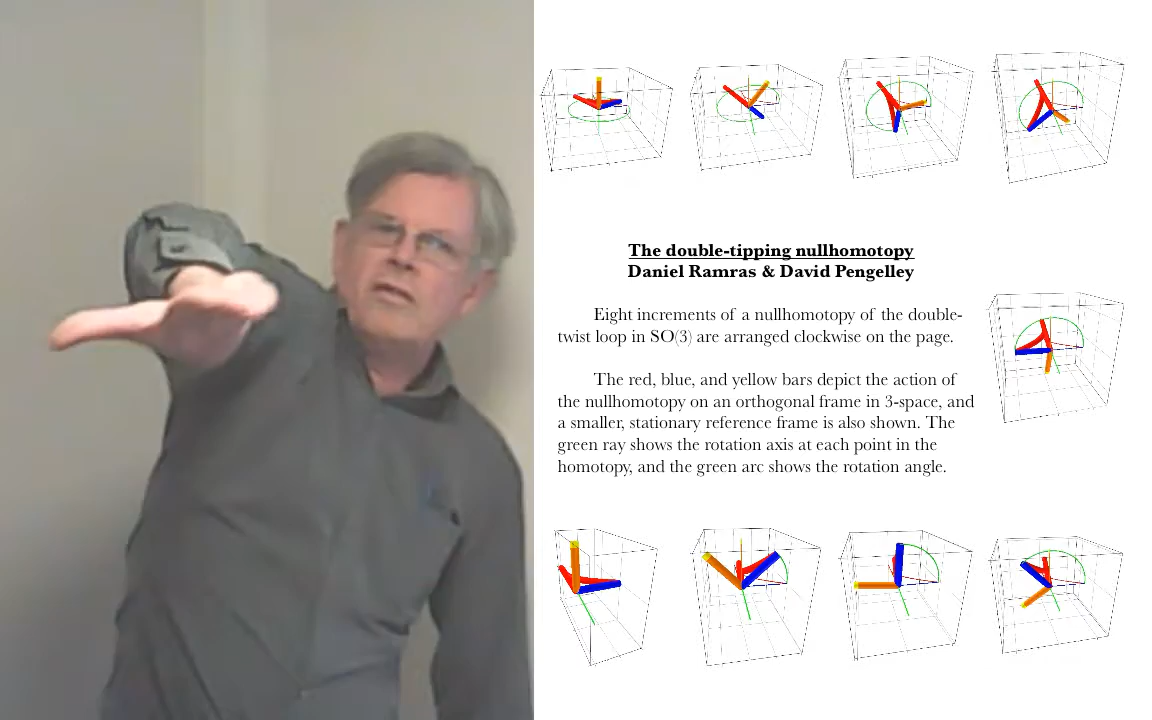 The double-tipping nullhomotopy
Daniel Ramras & David Pengelley
Eight increments of a nullhomotopy of the double-
twist loop in SO(3) are arranged clockwise on the page.
The red, blue, and yellow bars depict the action of
the nullhomotopy on an orthogonal frame in 3-space, and
a smaller, stationary reference frame is also shown. The
green ray shows the rotation axis at each point in the
homotopy, and the green arc shows the rotation angle.